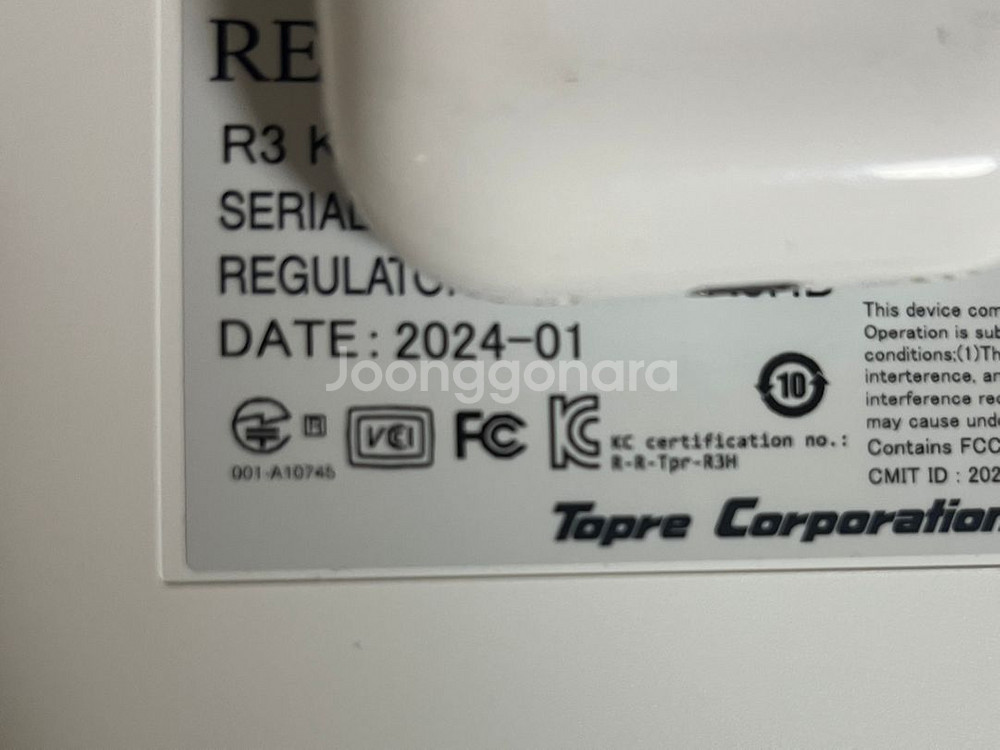 RE
R3 K
SERIAL
REGULATO
DATE : 2024-01
Joonggonara
10
R
VCCI
FC
001-A10745
KC certification no.:
R-R-Tpr-R3H
This device com
Operation is sub
conditions:(1)Th
interterence, an
interference rec
may cause unde
Contains FCC
CMIT ID : 202
Topre Corporation